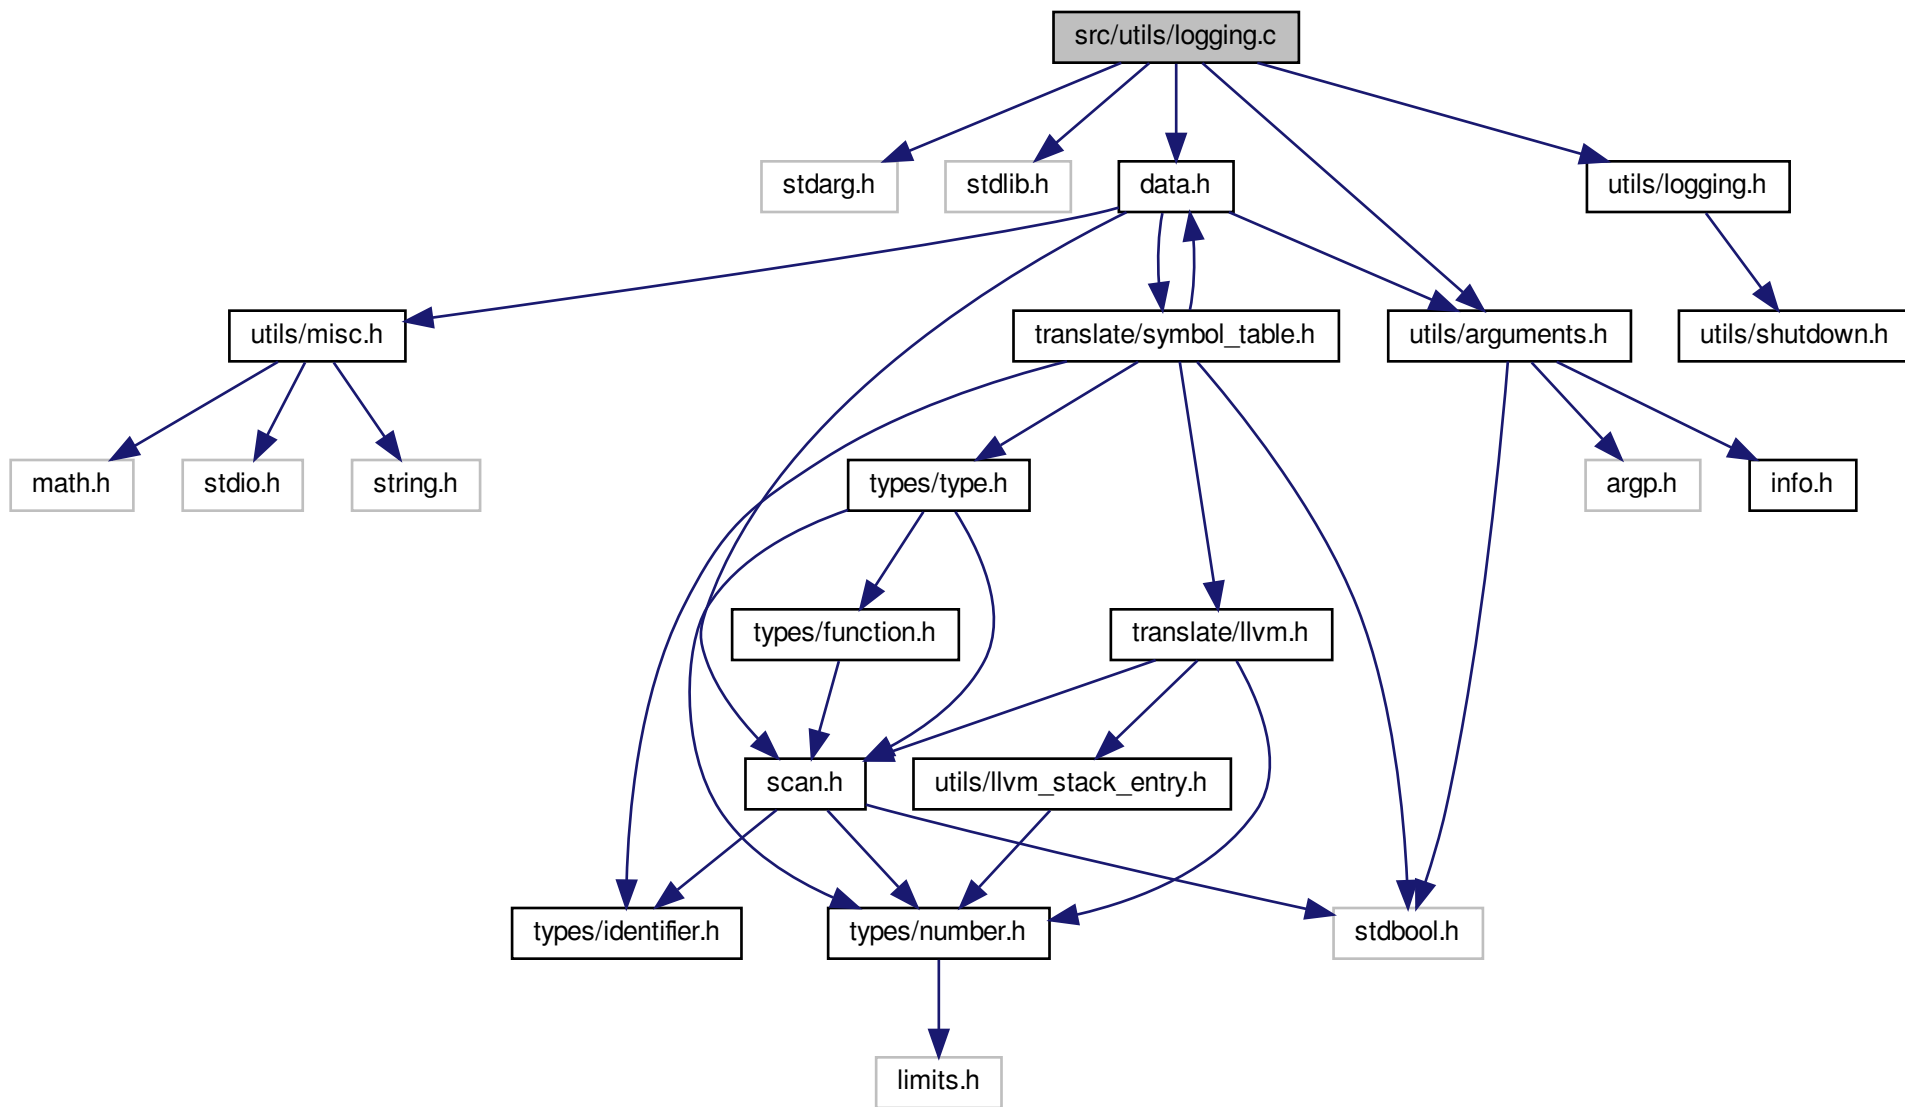 src/utils/logging.c
stdarg.h
stdlib.h
data.h
utils/logging.h
utils/misc.h
translate/symbol_table.h
utils/arguments.h
utils/shutdown.h
math.h
stdio.h
string.h
types/type.h
argp.h
info.h
types/function.h
translate/llvm.h
scan.h
utils/llvm_stack_entry.h
types/identifier.h
types/number.h
stdbool.h
limits.h